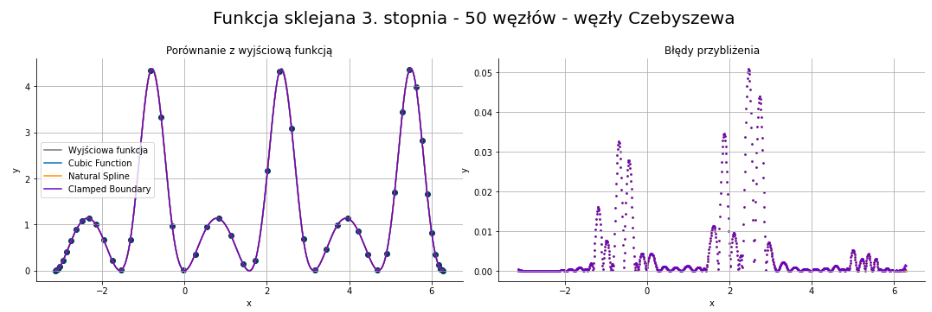 Funkcja sklejana 3. stopnia - 50 węzłów - węzły Czebyszewa
Porównanie z wyjściową funkcją
4
3
2
1
0
y
Wyjściowa funkcja
Cubic Function
Natural Spline
Clamped Boundary
−2
0
2
4
6
x
Błędy przybliżenia
0.05
0.04
0.03
0.02
0.01
0.00
y
−2
0
2
4
6
x